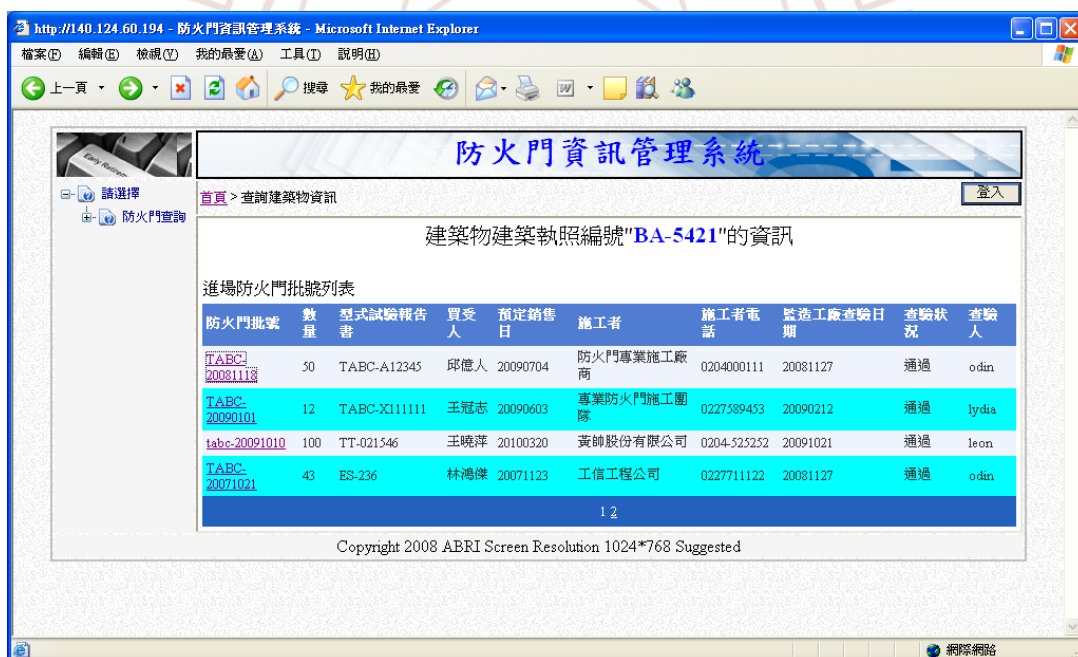 http://140.124.60.194 - 防火門資訊管理系統 - Microsoft Internet Explorer
檔案(F) 編輯(E) 檢視(V) 我的最愛(A) 工具(T) 說明(H)
上一頁 搜尋 我的最愛
Early Retirem
防火門資訊管理系統
請選擇
防火門查詢
首頁 > 查詢建築物資訊
登入
建築物建築執照編號"BA-5421"的資訊
進場防火門批號列表
防火門批號 數量 型式試驗報告書 買受人 預定銷售日 施工者 施工者電話 監造工廠查驗日期 查驗狀況 查驗人
TABC-20081118 50 TABC-A12345 邱億人 20090704 防火門專業施工廠商 0204000111 20081127 通過 odin
TABC-20090101 12 TABC-X111111 王冠志 20090603 專業防火門施工團隊 0227589453 20090212 通過 lydia
tabc-20091010 100 TT-021546 王曉萍 20100320 黃帥股份有限公司 0204-525252 20091021 通過 leon
TABC-20071021 43 ES-236 林鴻傑 20071123 工信工程公司 0227711122 20081127 通過 odin
1 2
Copyright 2008 ABRI Screen Resolution 1024*768 Suggested
網際網路